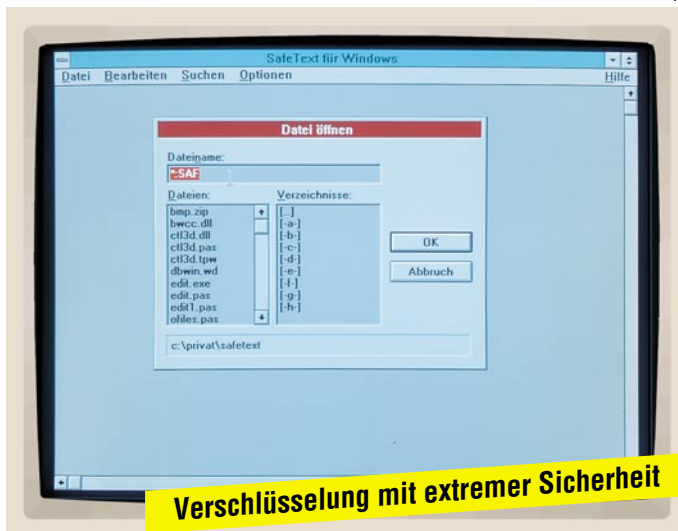 SafeText für Windows
Datei Bearbeiten Suchen Optionen Hilfe
Datei öffnen
Dateiname:
*.SAF
Dateien: Verzeichnisse:
bmp.zip [..]
bwcc.dll [-a-]
ctl3d.dll [-b-]
ctl3d.pas [-c-]
ctl3d.tpw [-d-]
dbwin.wd [-e-]
edit.exe [-f-]
edit.pas [-g-]
edit1.pas [-h-]
ofiles.pas
OK
Abbruch
c:\privat\safetext
Verschlüsselung mit extremer Sicherheit